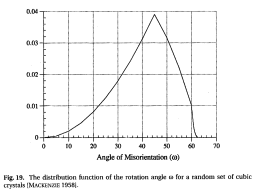 0.04
0.03
0.02
0.01
0
0 10 20 30 40 50 60 70
Angle of Misorientation (ω)
Fig. 19. The distribution function of the rotation angle ω for a random set of cubic
crystals [MACKENZIE 1958].